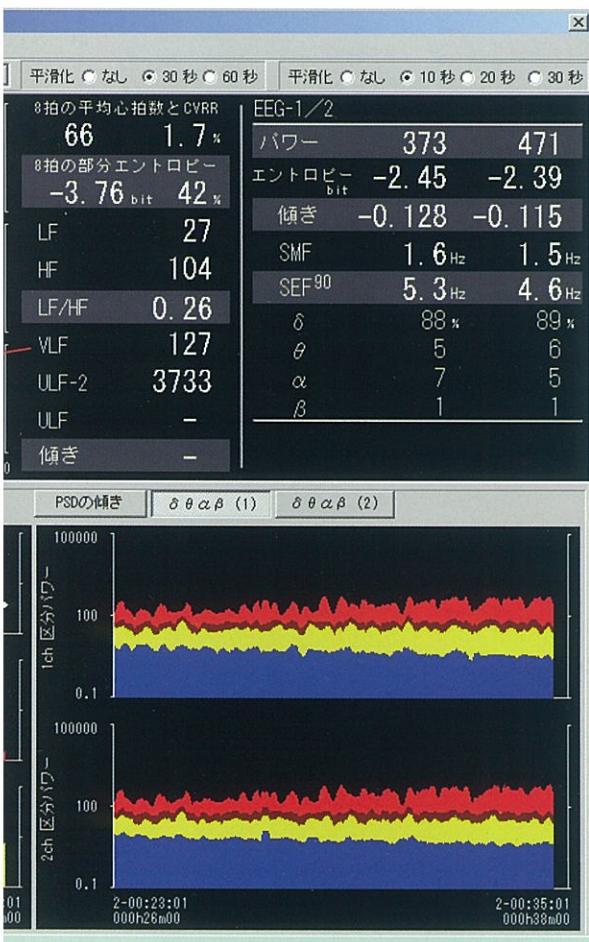 平滑化 なし 30秒 60秒
平滑化 なし 10秒 20秒 30秒
8拍の平均心拍数とCVRR
66 1.7%
8拍の部分エントロピー
-3.76bit 42%
LF 27
HF 104
LF/HF 0.26
VLF 127
ULF-2 3733
ULF -
傾き -
EEG-1/2
パワー 373 471
エントロピー bit -2.45 -2.39
傾き -0.128 -0.115
SMF 1.6Hz 1.5Hz
SEF90 5.3Hz 4.6Hz
δ 88% 89%
θ 5 6
α 7 5
β 1 1
PSDの傾き δθαβ (1) δθαβ (2)
1ch 区分パワー
100000
100
0.1
2ch 区分パワー
100000
100
0.1
2-00:23:01 2-00:35:01
000h26m00 000h38m00